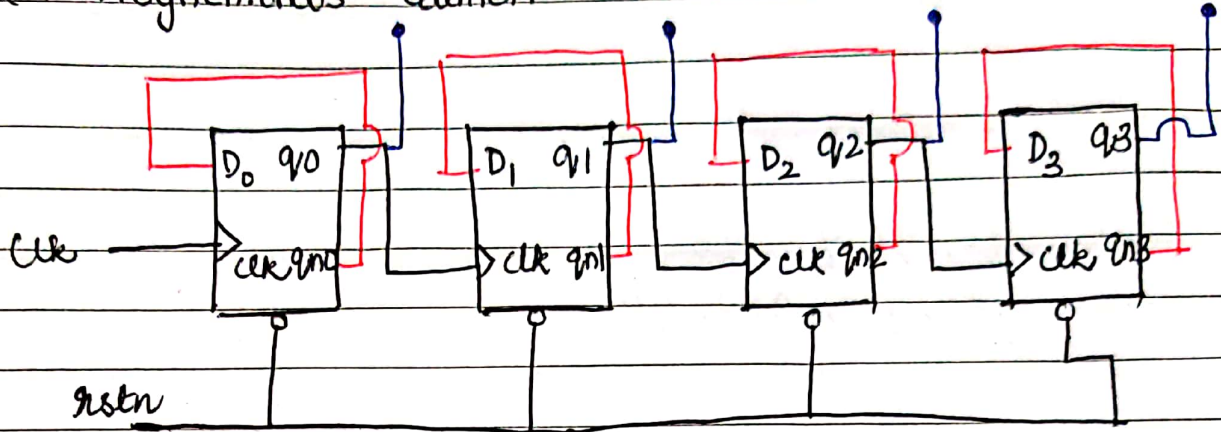 D0 q0
D1 q1
D2 q2
D3 q3
clk
clk qn0
clk qn1
clk qn2
clk qn3
rstn